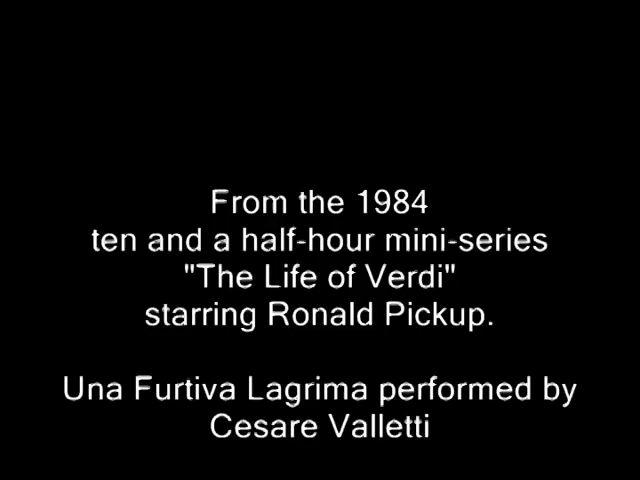 From the 1984
ten and a half-hour mini-series
"The Life of Verdi"
starring Ronald Pickup.
Una Furtiva Lagrima performed by
Cesare Valletti